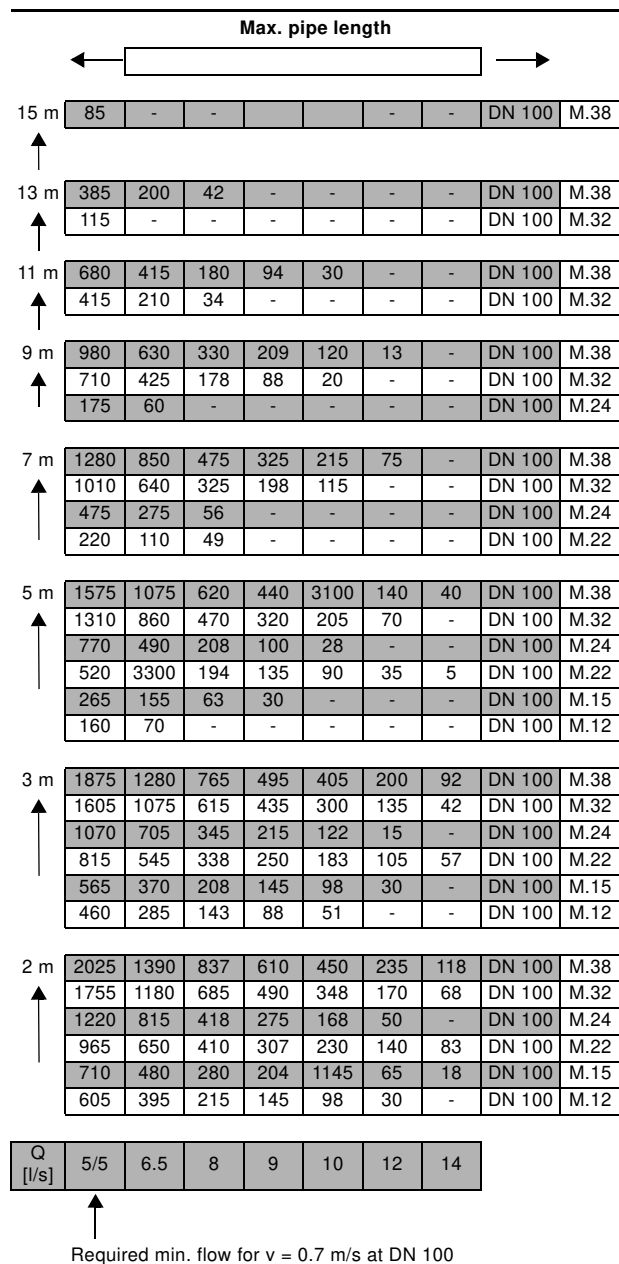 Max. pipe length
15 m 85 - - - - DN 100 M.38
13 m 385 200 42 - - - - DN 100 M.38
115 - - - - - - DN 100 M.32
11 m 680 415 180 94 30 - - DN 100 M.38
415 210 34 - - - - DN 100 M.32
9 m 980 630 330 209 120 13 - DN 100 M.38
710 425 178 88 20 - - DN 100 M.32
175 60 - - - - - DN 100 M.24
7 m 1280 850 475 325 215 75 - DN 100 M.38
1010 640 325 198 115 - - DN 100 M.32
475 275 56 - - - - DN 100 M.24
220 110 49 - - - - DN 100 M.22
5 m 1575 1075 620 440 3100 140 40 DN 100 M.38
1310 860 470 320 205 70 - DN 100 M.32
770 490 208 100 28 - - DN 100 M.24
520 3300 194 135 90 35 5 DN 100 M.22
265 155 63 30 - - - DN 100 M.15
160 70 - - - - - DN 100 M.12
3 m 1875 1280 765 495 405 200 92 DN 100 M.38
1605 1075 615 435 300 135 42 DN 100 M.32
1070 705 345 215 122 15 - DN 100 M.24
815 545 338 250 183 105 57 DN 100 M.22
565 370 208 145 98 30 - DN 100 M.15
460 285 143 88 51 - - DN 100 M.12
2 m 2025 1390 837 610 450 235 118 DN 100 M.38
1755 1180 685 490 348 170 68 DN 100 M.32
1220 815 418 275 168 50 - DN 100 M.24
965 650 410 307 230 140 83 DN 100 M.22
710 480 280 204 1145 65 18 DN 100 M.15
605 395 215 145 98 30 - DN 100 M.12
Q [l/s] 5/5 6.5 8 9 10 12 14
Required min. flow for v = 0.7 m/s at DN 100